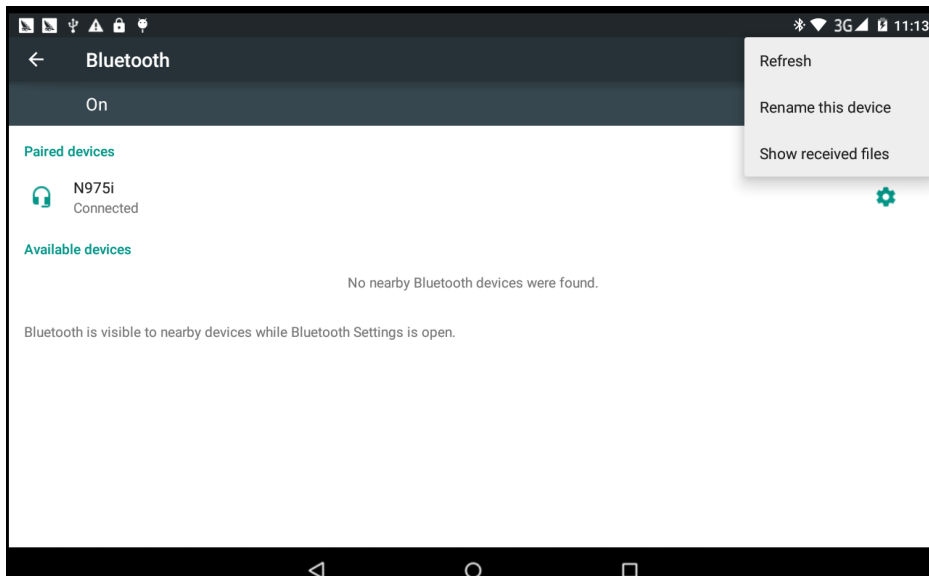 3G 11:13
Bluetooth
On
Refresh
Rename this device
Show received files
Paired devices
N975i
Connected
Available devices
No nearby Bluetooth devices were found.
Bluetooth is visible to nearby devices while Bluetooth Settings is open.